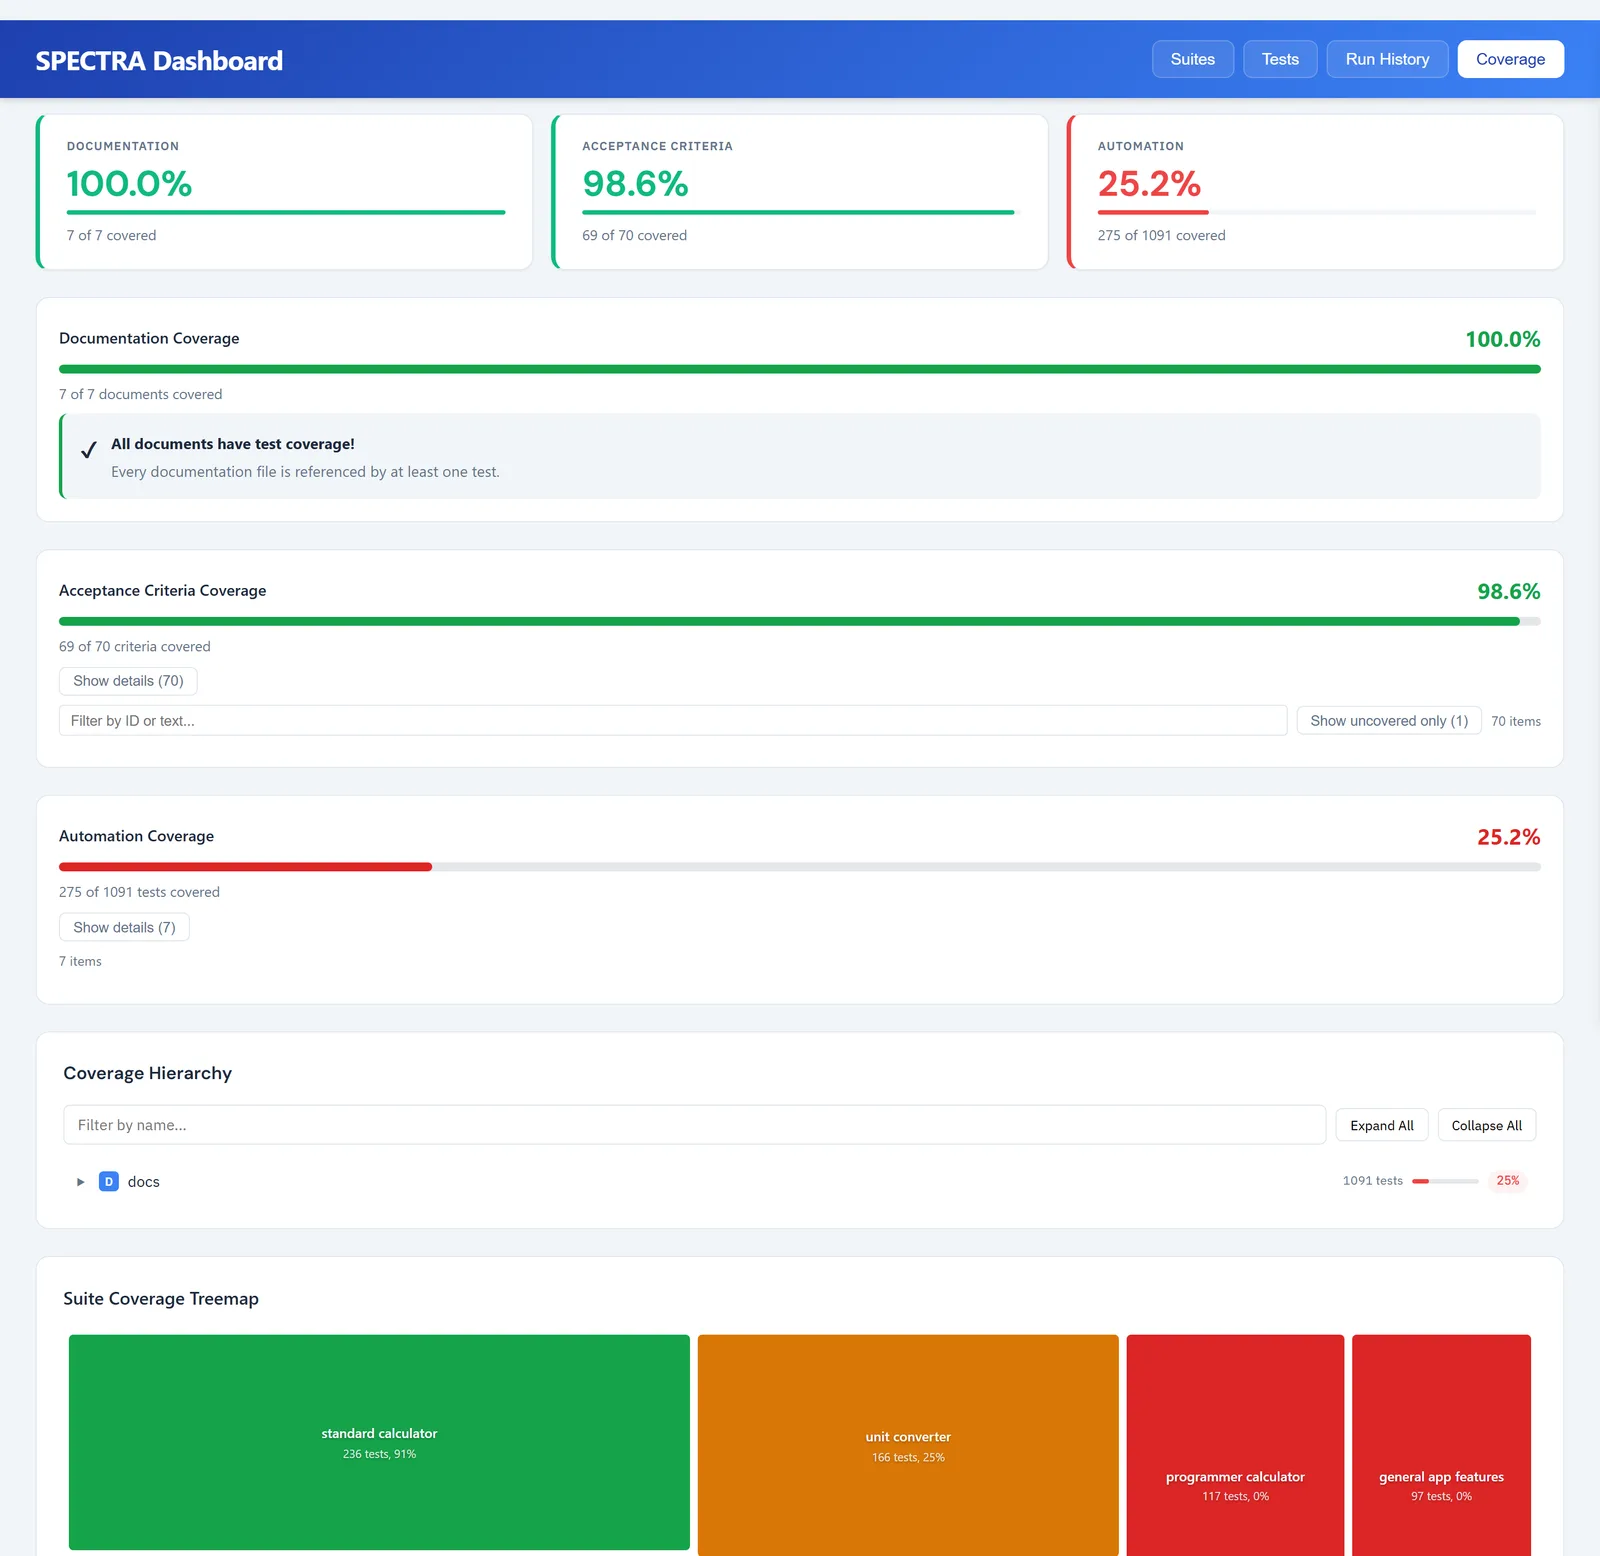 SPECTRA Dashboard
Suites
Tests
Run History
Coverage
DOCUMENTATION
100.0%
7 of 7 covered
ACCEPTANCE CRITERIA
98.6%
69 of 70 covered
AUTOMATION
25.2%
275 of 1091 covered
Documentation Coverage
100.0%
7 of 7 documents covered
✓ All documents have test coverage!
Every documentation file is referenced by at least one test.
Acceptance Criteria Coverage
98.6%
69 of 70 criteria covered
Show details (70)
Filter by ID or text...
Show uncovered only (1)
70 items
Automation Coverage
25.2%
275 of 1091 tests covered
Show details (7)
7 items
Coverage Hierarchy
Filter by name...
Expand All
Collapse All
D docs
1091 tests
25%
Suite Coverage Treemap
standard calculator
236 tests, 91%
unit converter
166 tests, 25%
programmer calculator
117 tests, 0%
general app features
97 tests, 0%